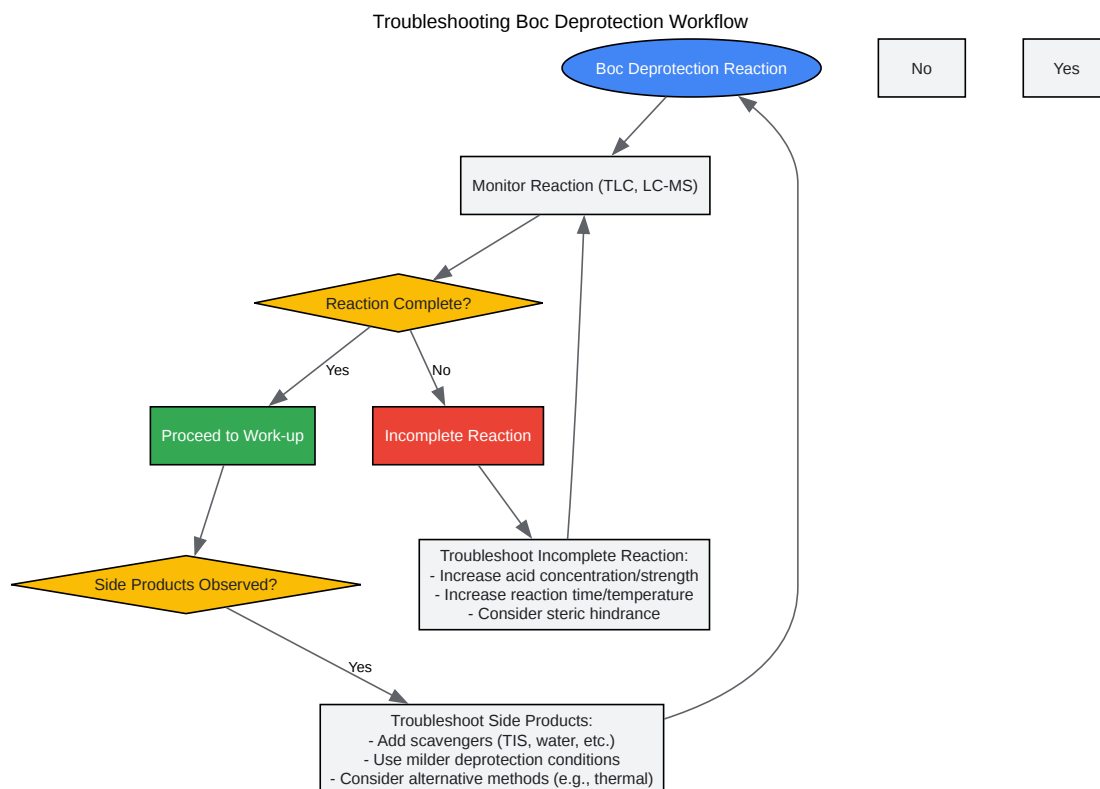 Troubleshooting Boc Deprotection Workflow
Boc Deprotection Reaction
No
Yes
Monitor Reaction (TLC, LC-MS)
Reaction Complete?
Yes
No
Proceed to Work-up
Incomplete Reaction
Troubleshoot Incomplete Reaction:
- Increase acid concentration/strength
- Increase reaction time/temperature
- Consider steric hindrance
Side Products Observed?
Yes
Troubleshoot Side Products:
- Add scavengers (TIS, water, etc.)
- Use milder deprotection conditions
- Consider alternative methods (e.g., thermal)